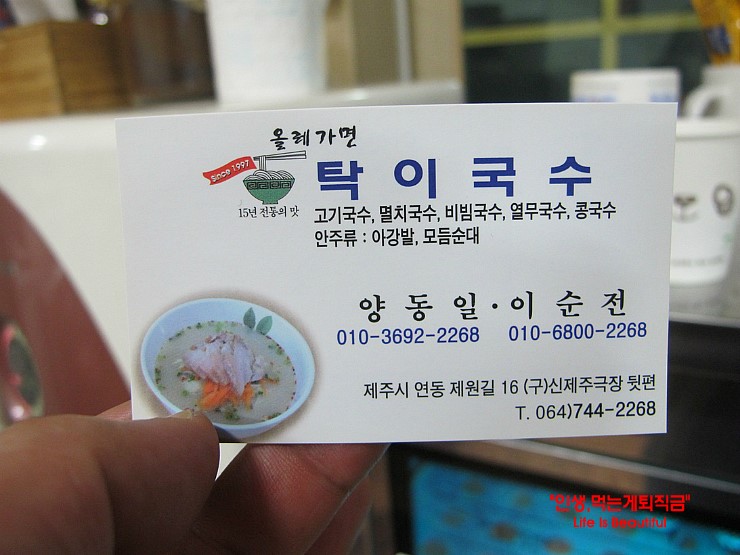 올레가면
since 1997
탁이국수
15년 전통의 맛
고기국수, 멸치국수, 비빔국수, 열무국수, 콩국수
안주류 : 아강발, 모듬순대
양동일 · 이순전
010-3692-2268 010-6800-2268
제주시 연동 제원길 16 (구)신제주극장 뒷편
T. 064)744-2268
"인생,먹는게퇴직금"
Life is Beautiful